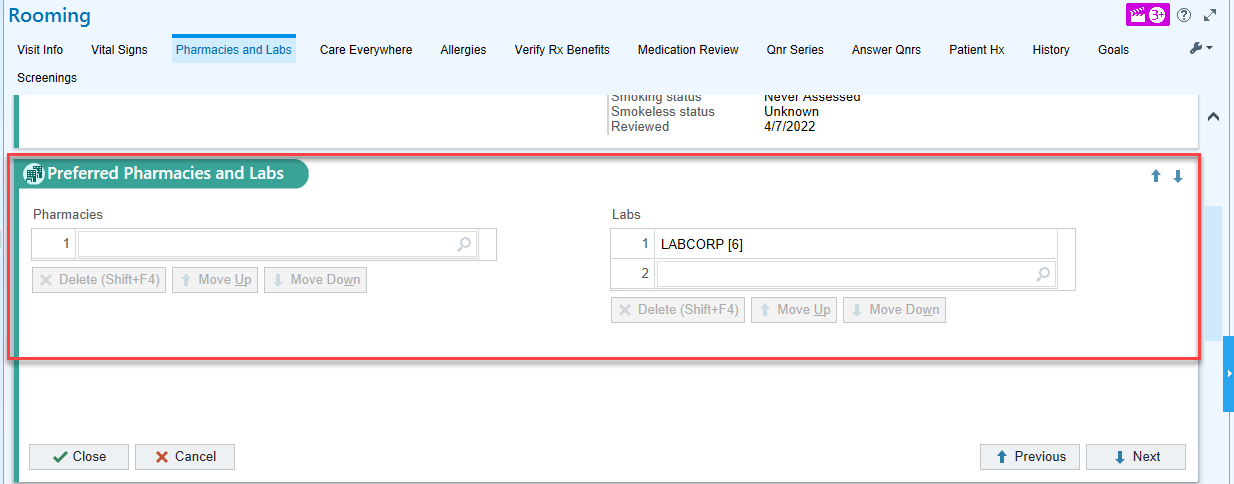 Rooming
3+
Visit Info Vital Signs Pharmacies and Labs Care Everywhere Allergies Verify Rx Benefits Medication Review Qnr Series Answer Qnrs Patient Hx History Goals
Screenings
Smoking status Never Assessed
Smokeless status Unknown
Reviewed 4/7/2022
Preferred Pharmacies and Labs
Pharmacies
1
Delete (Shift+F4) Move Up Move Down
Labs
1 LABCORP [6]
2
Delete (Shift+F4) Move Up Move Down
Close Cancel Previous Next